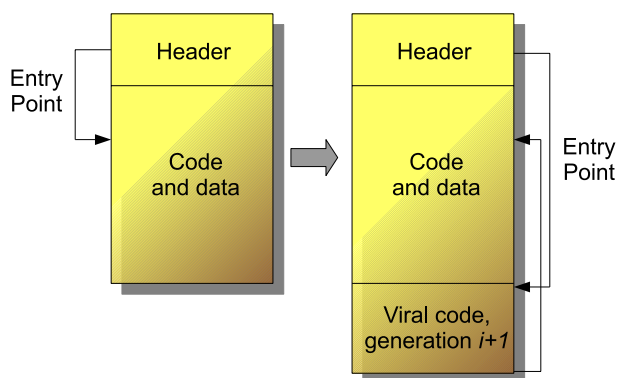 Header
Entry
Point
Code
and data
Header
Entry
Point
Code
and data
Viral code,
generation i+1